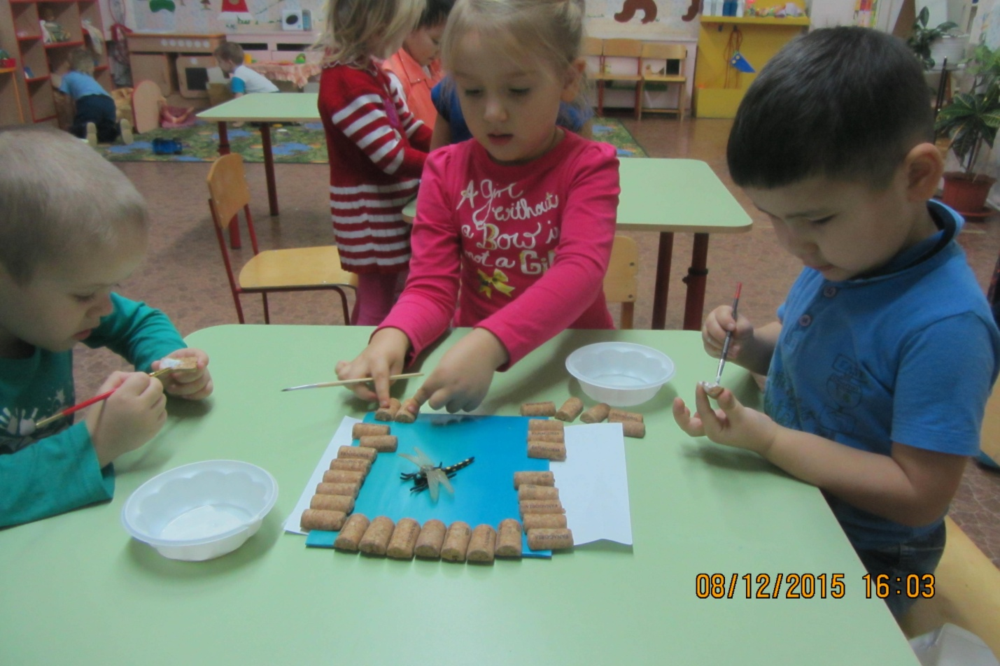 A Girl
without
a Bow is
not a Girl
08/12/2015 16:03